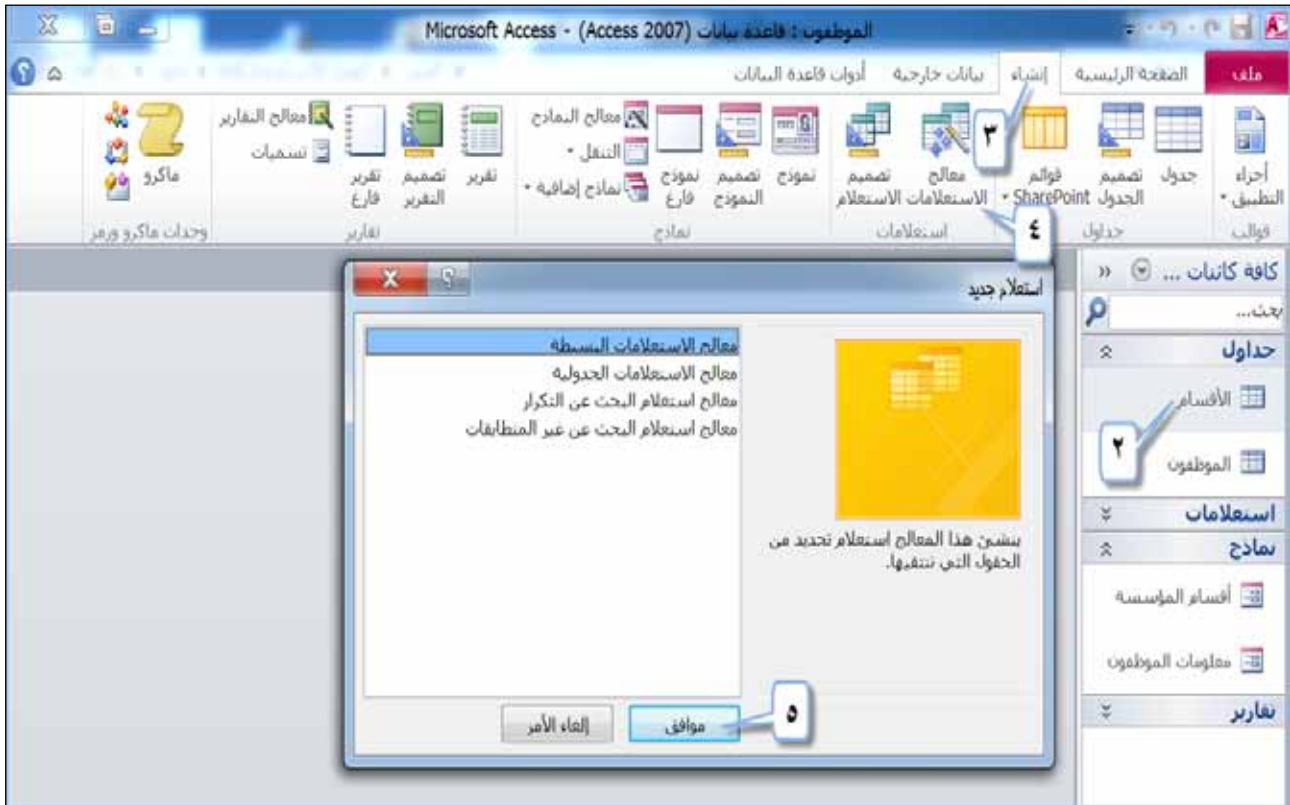 الموظفون : قاعدة بيانات (Access 2007) - Microsoft Access
ملف الصفحة الرئيسية إنشاء بيانات خارجية أدوات قاعدة البيانات
٣
أجزاء التطبيق
قوالب
جدول
تصميم الجدول
قوائم SharePoint
جداول
معالج الاستعلامات
تصميم الاستعلام
استعلامات
٤
نموذج
تصميم النموذج
نموذج فارغ
معالج النماذج
التنقل
نماذج إضافية
نماذج
تقرير
تصميم التقرير
تقرير فارغ
معالج التقارير
تسميات
تقارير
ماكرو
وحدات ماكرو ورمز
كافة كائنات ...
بحث...
جداول
الأقسام
٢
الموظفون
استعلامات
نماذج
أقسام المؤسسة
معلومات الموظفون
تقارير
استعلام جديد
معالج الاستعلامات البسيطة
معالج الاستعلامات الجدولية
معالج استعلام البحث عن التكرار
معالج استعلام البحث عن غير المتطابقات
ينشئ هذا المعالج استعلام تحديد من
الحقول التي تنتقيها.
٥
موافق
إلغاء الأمر